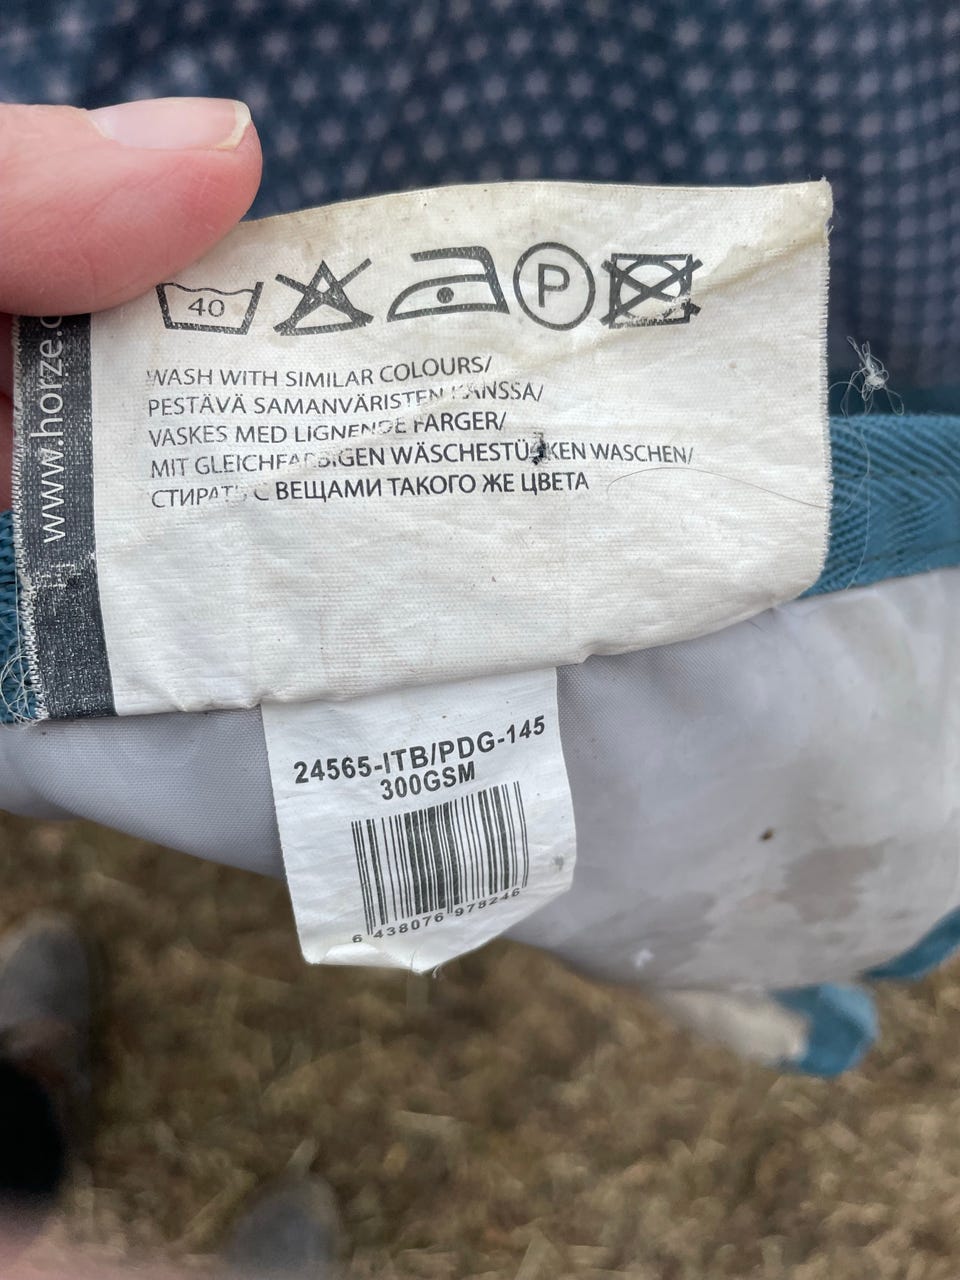 40
P
www.horze.c
WASH WITH SIMILAR COLOURS/
PESTÄVÄ SAMANVÄRISTEN KANSSA/
VASKES MED LIGNENDE FARGER/
MIT GLEICHFARBIGEN WÄSCHESTÜCKEN WASCHEN/
СТИРАТЬ С ВЕЩАМИ ТАКОГО ЖЕ ЦВЕТА
24565-ITB/PDG-145
300GSM
6 438076 978246